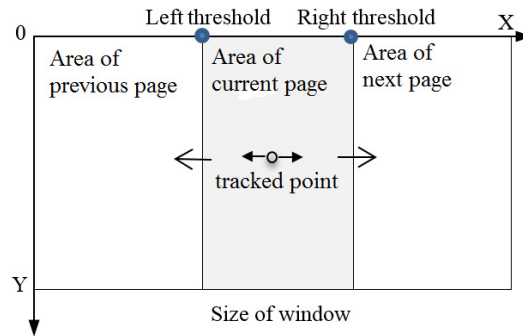 Left threshold Right threshold
0 X
Area of previous page
Area of current page
Area of next page
tracked point
Y
Size of window